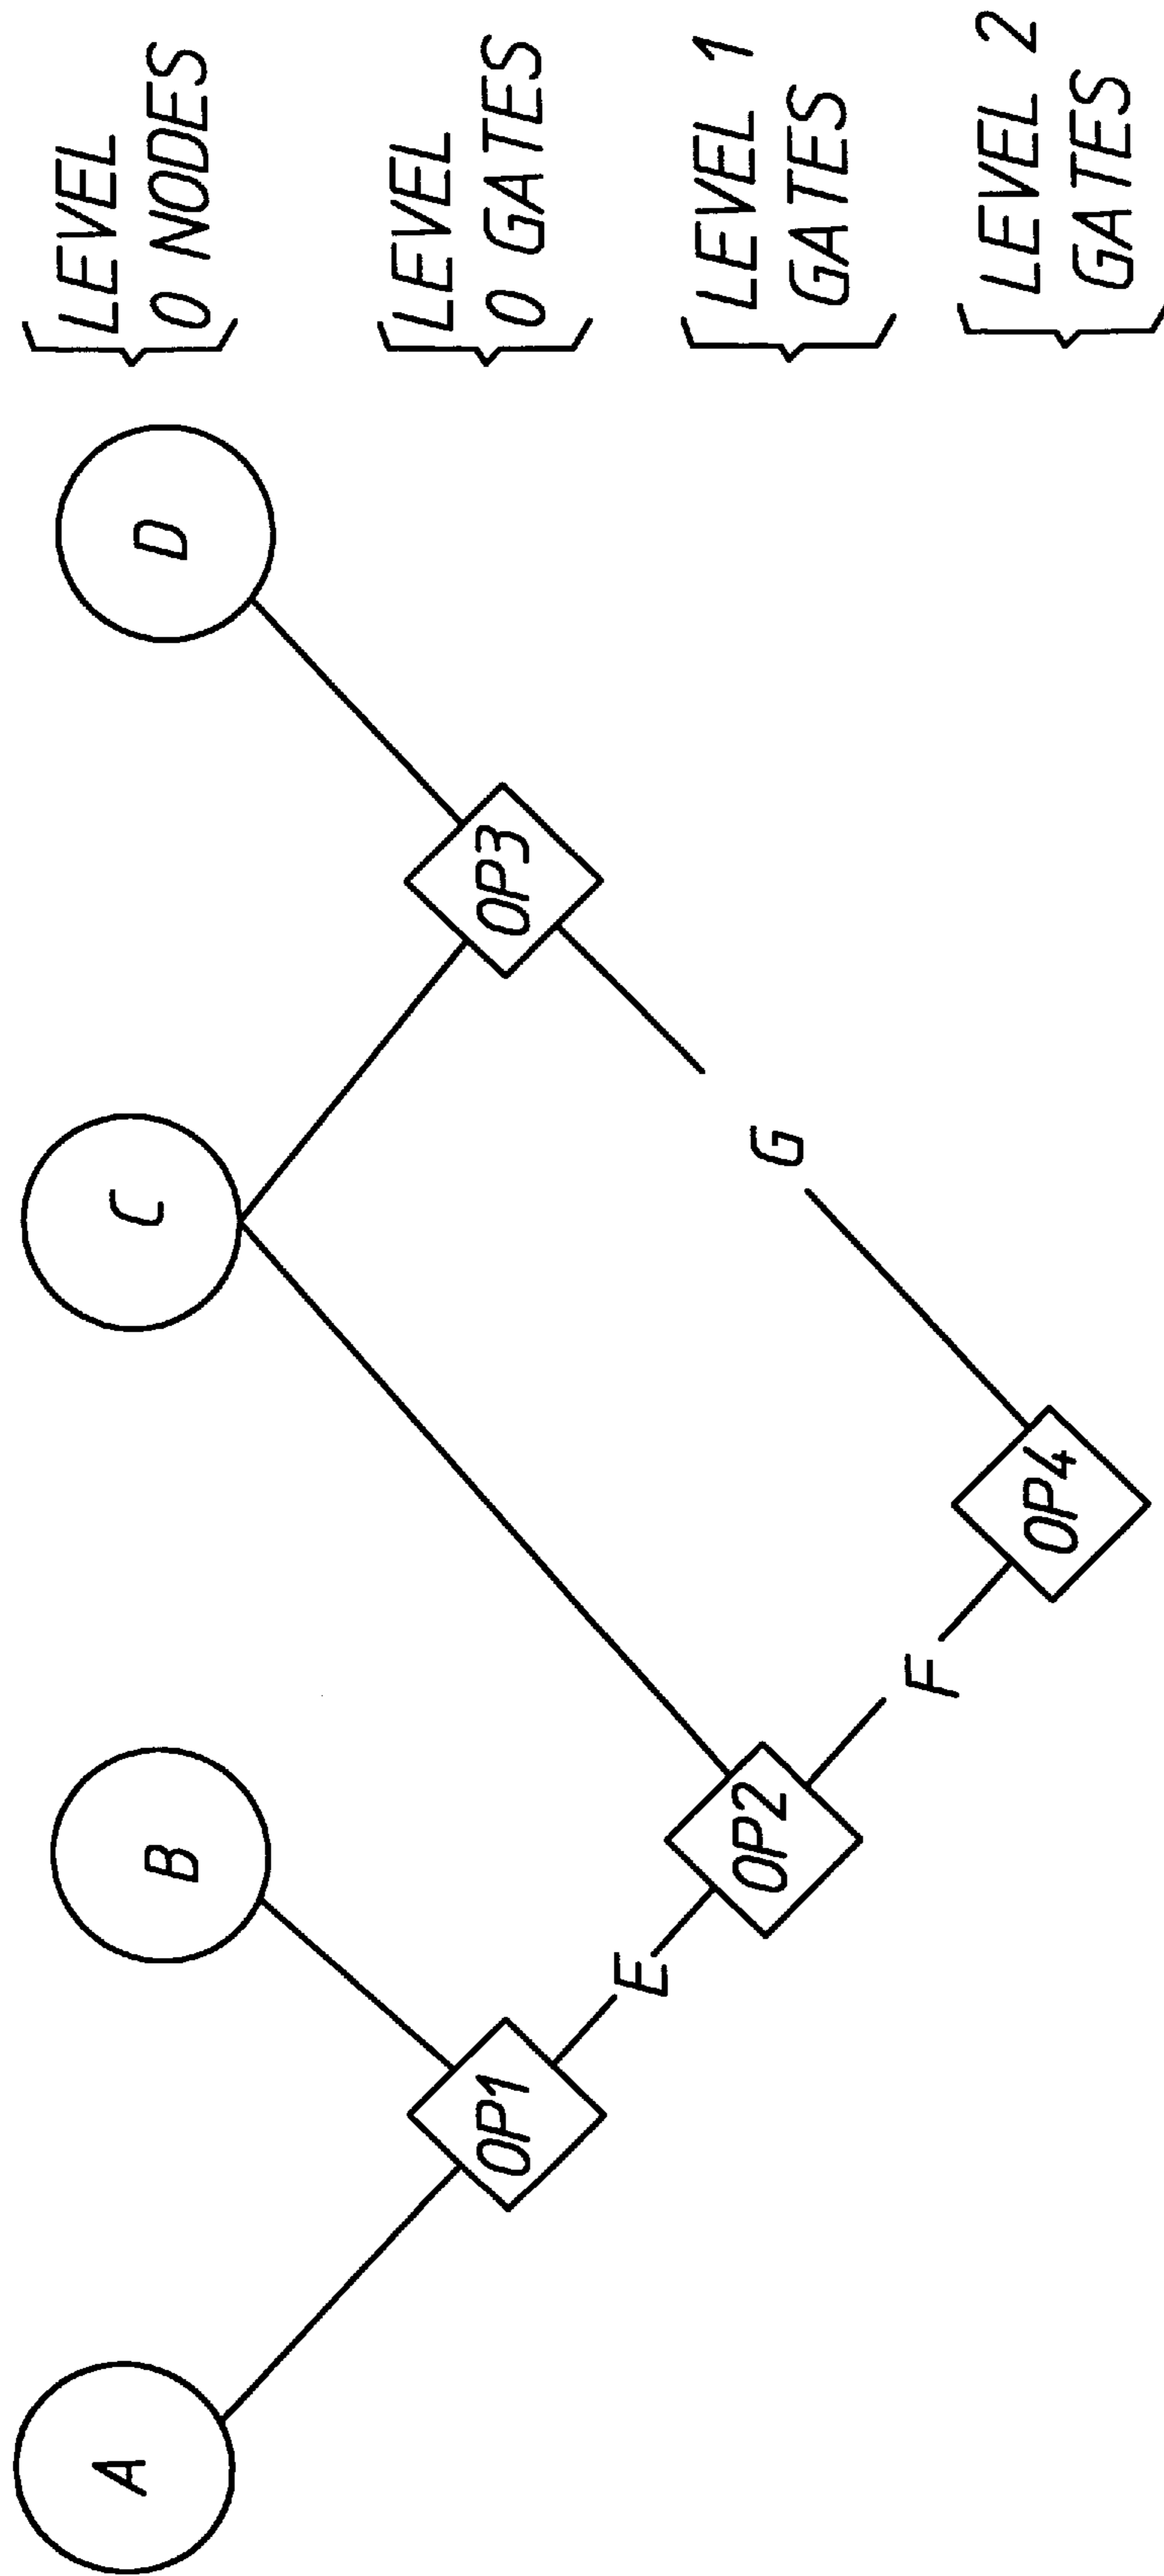 A
B
C
D
LEVEL
0 NODES
OP1
OP3
LEVEL
0 GATES
E
OP2
G
LEVEL 1
GATES
F
OP4
LEVEL 2
GATES